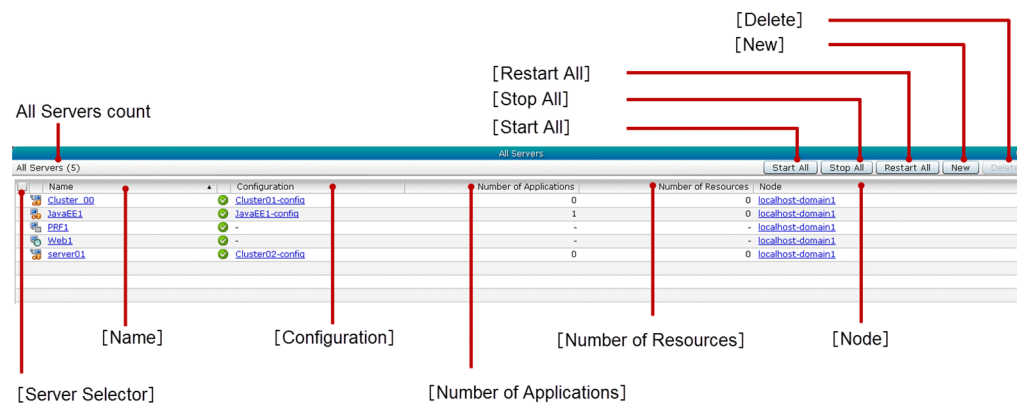 [Delete]
[New]
[Restart All]
[Stop All]
[Start All]
All Servers count
All Servers
All Servers (5) Start All Stop All Restart All New Delete
Name ▲ Configuration Number of Applications Number of Resources Node
Cluster_00 Cluster01-config 0 0 localhost-domain1
JavaEE1 JavaEE1-config 1 0 localhost-domain1
PRF1 - - - localhost-domain1
Web1 - - - localhost-domain1
server01 Cluster02-config 0 0 localhost-domain1
[Name] [Configuration] [Number of Resources] [Node]
[Server Selector] [Number of Applications]